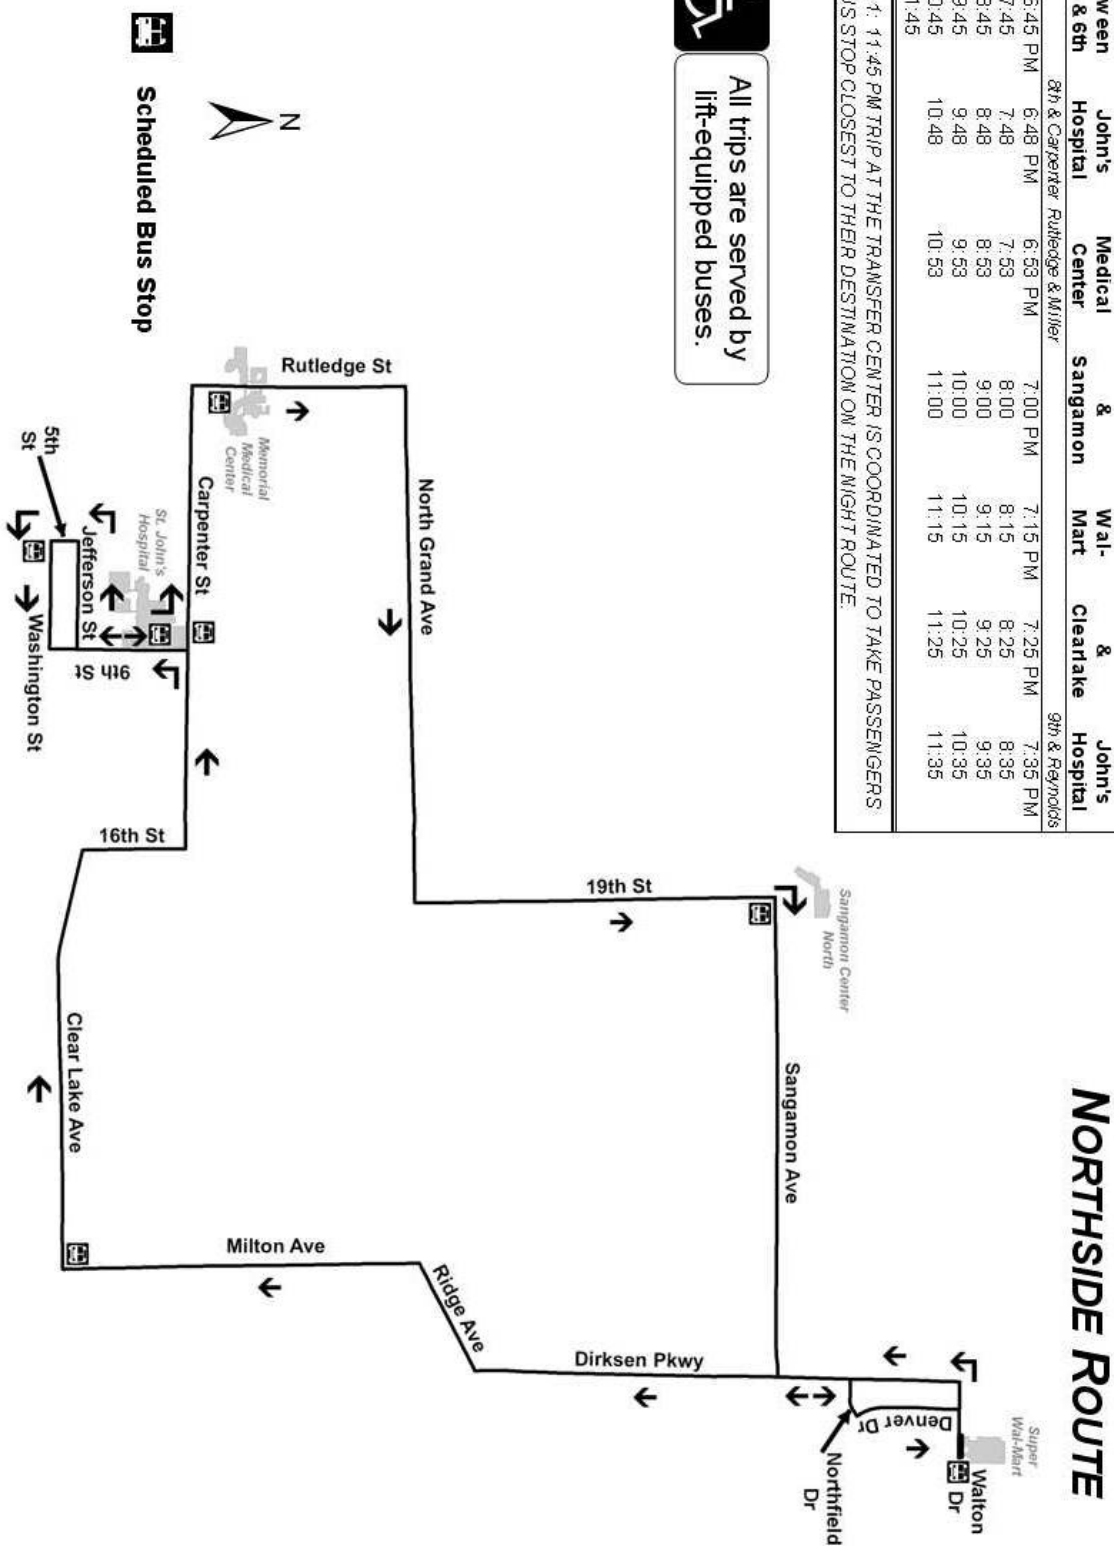 NORTHSIDE ROUTE
ween John's Medical & Wal- & John's
& 6th Hospital Center Sangamon Mart Clearlake Hospital
8th & Carpenter Rutledge & Miller 9th & Reynolds
6:45 PM 6:48 PM 6:53 PM 7:00 PM 7:15 PM 7:25 PM 7:35 PM
7:45 7:48 7:53 8:00 8:15 8:25 8:35
8:45 8:48 8:53 9:00 9:15 9:25 9:35
9:45 9:48 9:53 10:00 10:15 10:25 10:35
0:45 10:48 10:53 11:00 11:15 11:25 11:35
1:45
1: 11:45 PM TRIP AT THE TRANSFER CENTER IS COORDINATED TO TAKE PASSENGERS
US STOP CLOSEST TO THEIR DESTINATION ON THE NIGHT ROUTE.
All trips are served by
lift-equipped buses.
N
Scheduled Bus Stop
Super
Wal-Mart
Walton
Dr
Denver Dr
Northfield
Dr
Sangamon Center
North
Sangamon Ave
19th St
Dirksen Pkwy
Ridge Ave
Milton Ave
North Grand Ave
Rutledge St
Memorial
Medical
Center
Carpenter St
St. John's
Hospital
16th St
Clear Lake Ave
9th St
Jefferson St
5th
St
Washington St